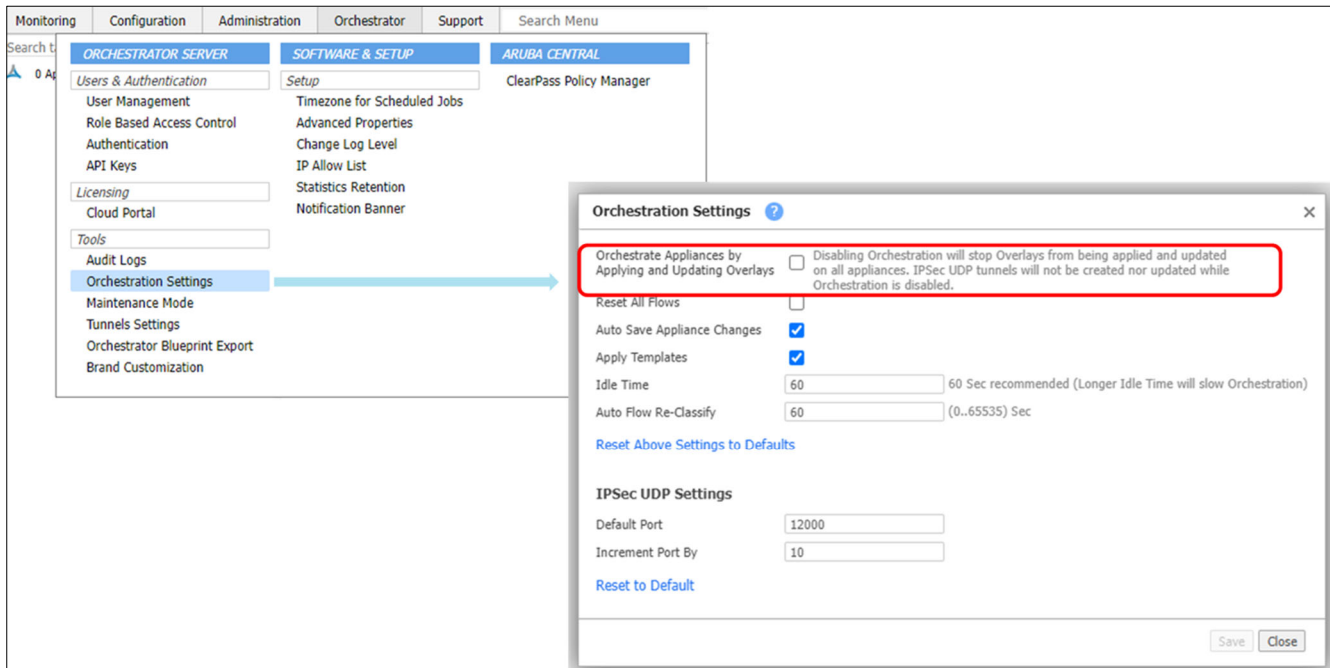 Monitoring Configuration Administration Orchestrator Support Search Menu
Search t
0 Ap
ORCHESTRATOR SERVER
Users & Authentication
User Management
Role Based Access Control
Authentication
API Keys
Licensing
Cloud Portal
Tools
Audit Logs
Orchestration Settings
Maintenance Mode
Tunnels Settings
Orchestrator Blueprint Export
Brand Customization
SOFTWARE & SETUP
Setup
Timezone for Scheduled Jobs
Advanced Properties
Change Log Level
IP Allow List
Statistics Retention
Notification Banner
ARUBA CENTRAL
ClearPass Policy Manager
Orchestration Settings ?
Orchestrate Appliances by
Applying and Updating Overlays
Disabling Orchestration will stop Overlays from being applied and updated
on all appliances. IPSec UDP tunnels will not be created nor updated while
Orchestration is disabled.
Reset All Flows
Auto Save Appliance Changes
Apply Templates
Idle Time 60 60 Sec recommended (Longer Idle Time will slow Orchestration)
Auto Flow Re-Classify 60 (0..65535) Sec
Reset Above Settings to Defaults
IPSec UDP Settings
Default Port 12000
Increment Port By 10
Reset to Default
Save Close